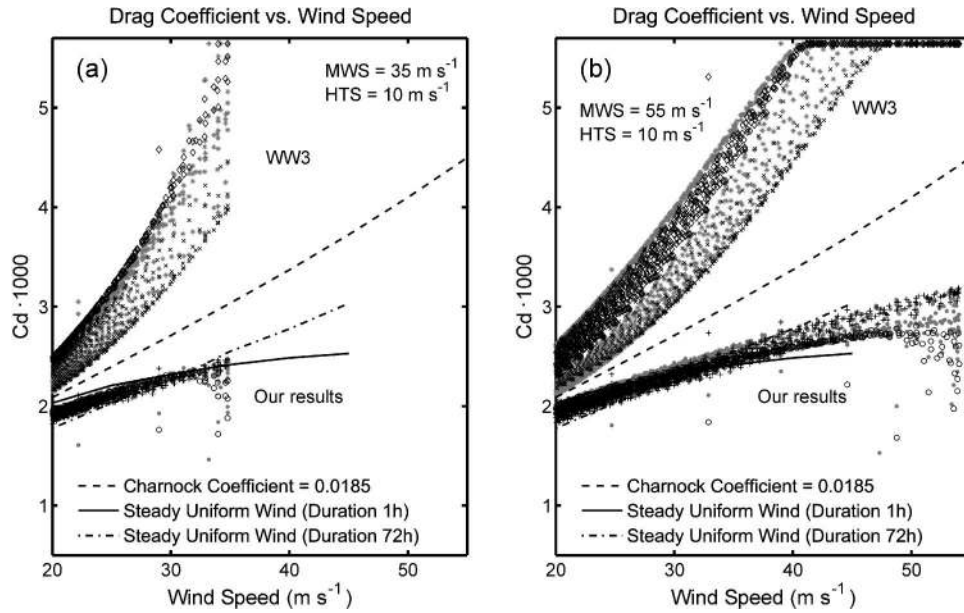 Drag Coefficient vs. Wind Speed
(a)
MWS = 35 m s⁻¹
HTS = 10 m s⁻¹
WW3
Our results
Charnock Coefficient = 0.0185
Steady Uniform Wind (Duration 1h)
Steady Uniform Wind (Duration 72h)
5
4
3
2
1
Cd·1000
20 30 40 50
Wind Speed (m s⁻¹)
Drag Coefficient vs. Wind Speed
(b)
MWS = 55 m s⁻¹
HTS = 10 m s⁻¹
WW3
Our results
Charnock Coefficient = 0.0185
Steady Uniform Wind (Duration 1h)
Steady Uniform Wind (Duration 72h)
5
4
3
2
1
Cd·1000
20 30 40 50
Wind Speed (m s⁻¹)